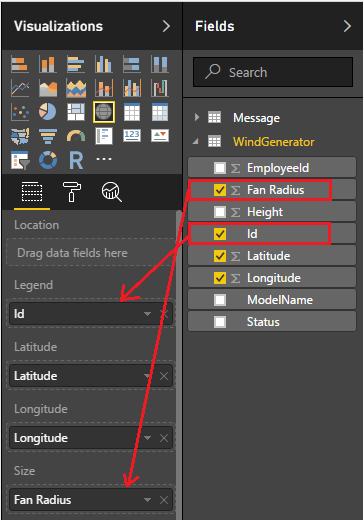 Visualizations
Fields
Search
Message
WindGenerator
EmployeeId
Fan Radius
Height
Id
Latitude
Longitude
ModelName
Status
R
123
Location
Drag data fields here
Legend
Id
Latitude
Latitude
Longitude
Longitude
Size
Fan Radius